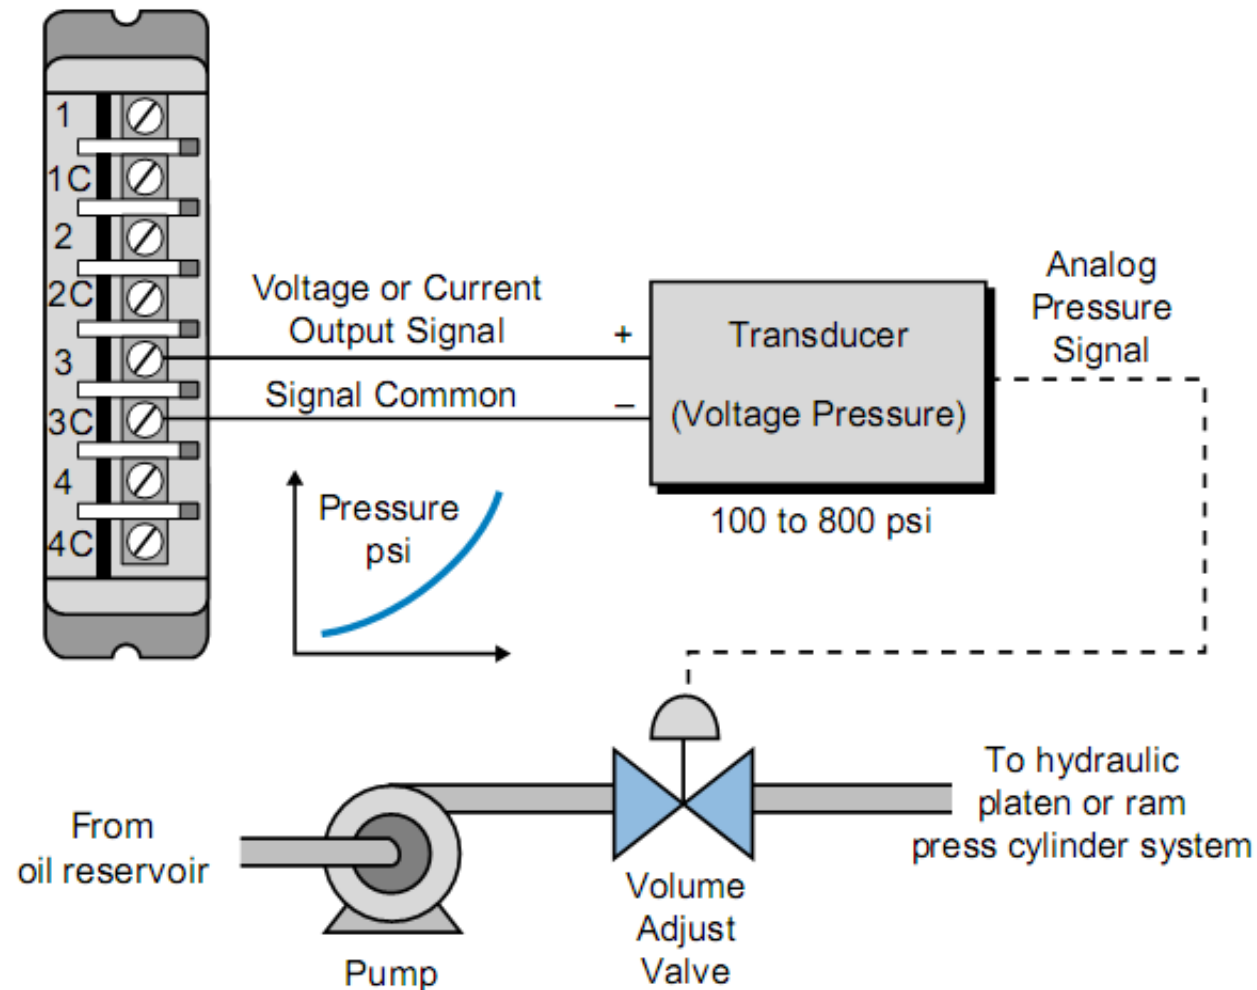 1
1C
2
2C
3
3C
4
4C
Voltage or Current
Output Signal
+
Signal Common
–
Transducer
(Voltage Pressure)
100 to 800 psi
Analog
Pressure
Signal
Pressure
psi
From
oil reservoir
Pump
Volume
Adjust
Valve
To hydraulic
platen or ram
press cylinder system